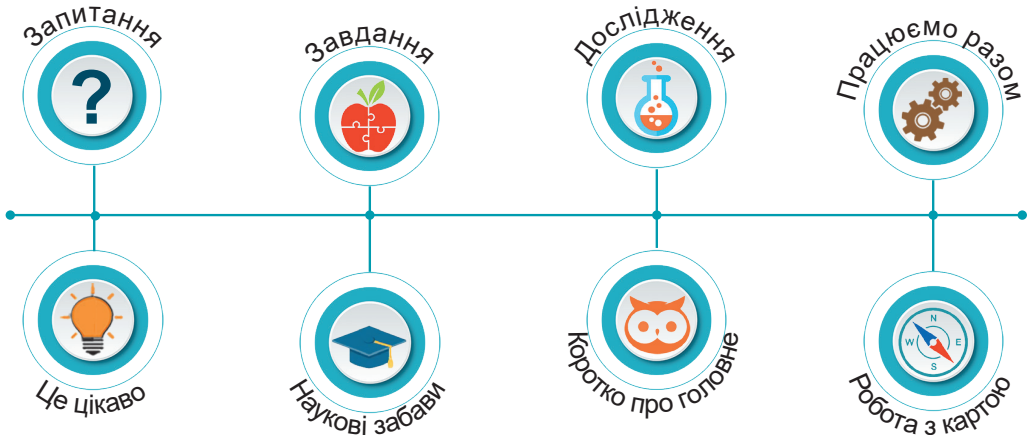 Запитання
Завдання
Дослідження
Працюємо разом
?
N
W E
S
Це цікаво
Наукові забави
Коротко про головне
Робота з картою